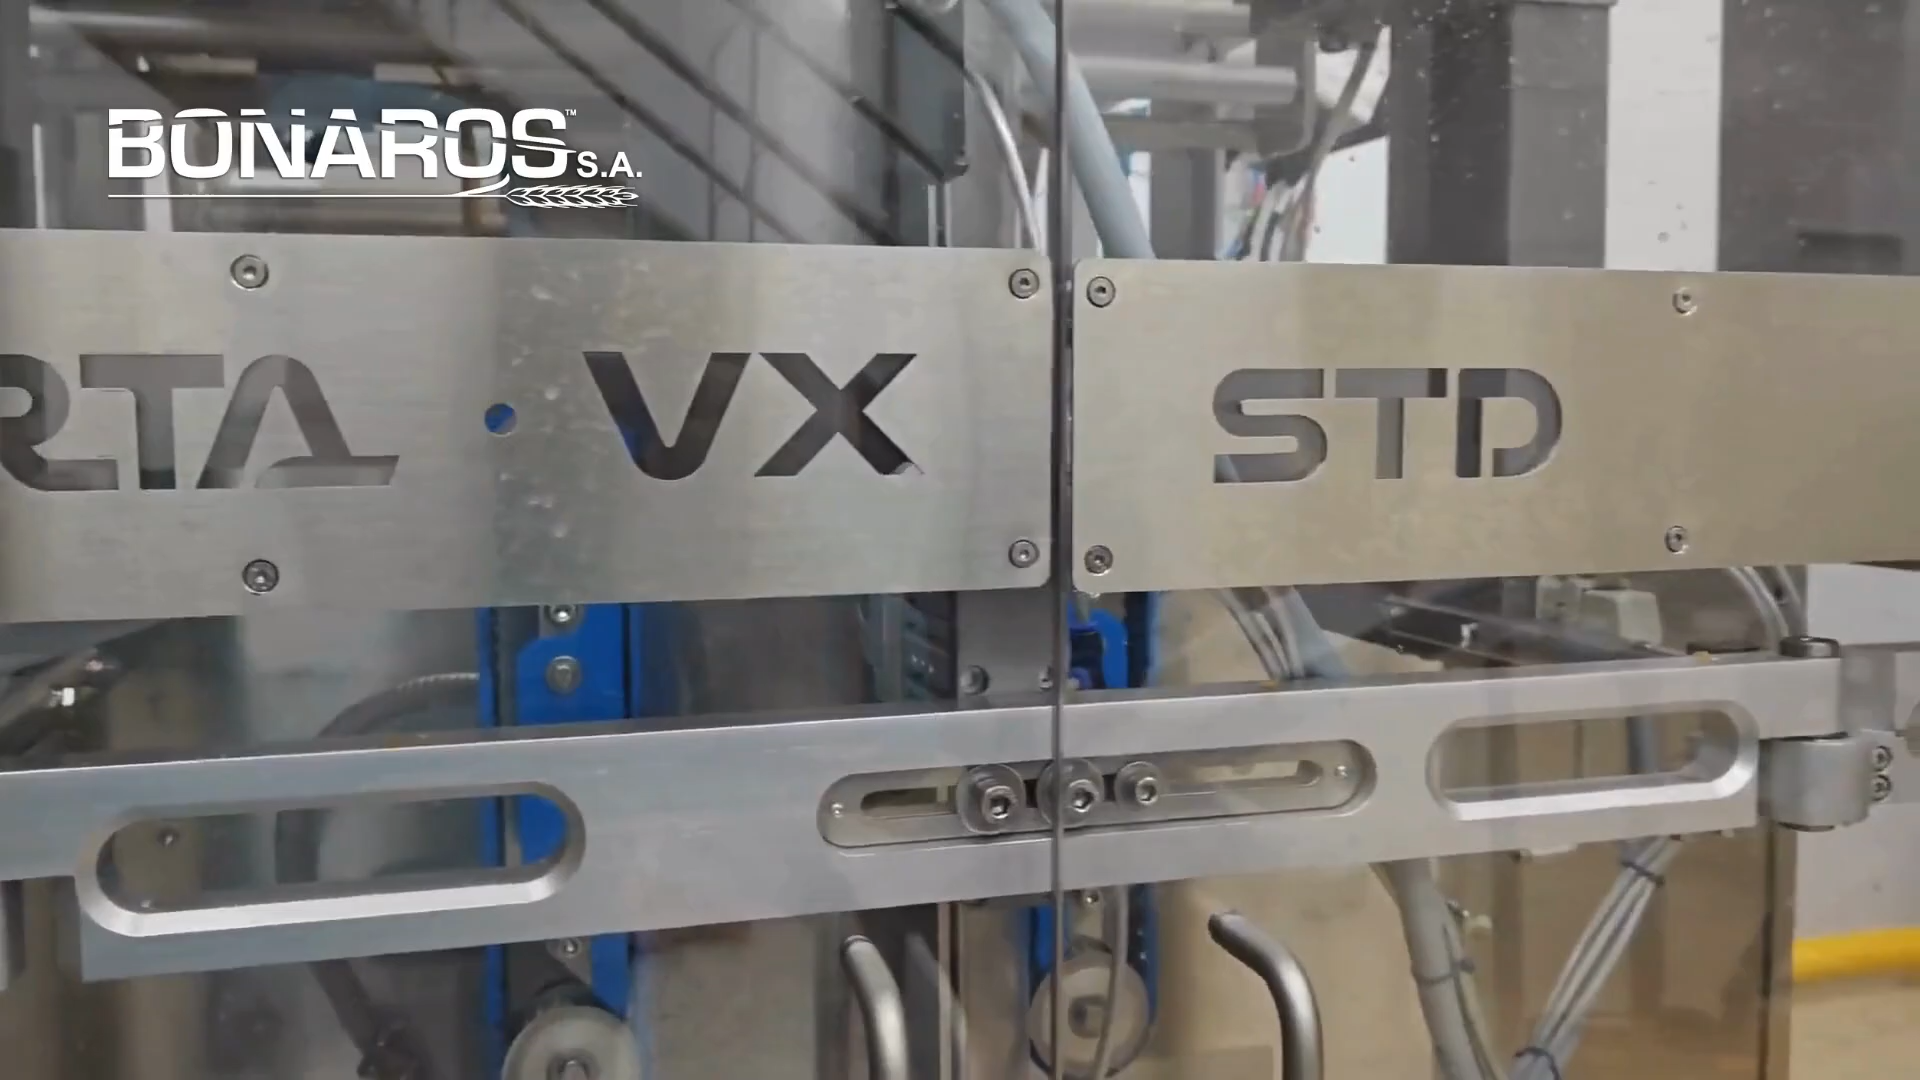 BONAROS™ S.A.
RTA · VX STD